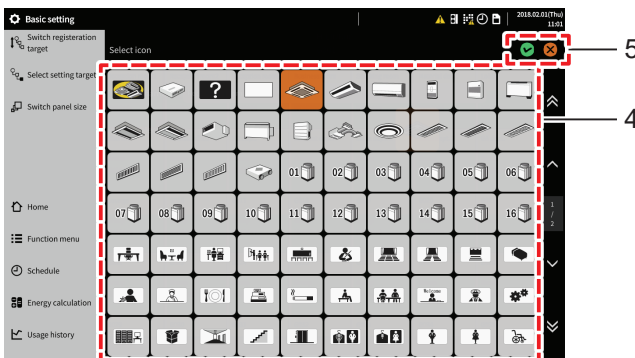 Basic setting
2018.02.01(Thu)
11:01
Switch registeration
target
Select icon
5
Select setting target
Switch panel size
?
4
01 02 03 04 05 06
07 08 09 10 11 12 13 14 15 16
1
/
2
Home
Function menu
Schedule
Energy calculation
Usage history